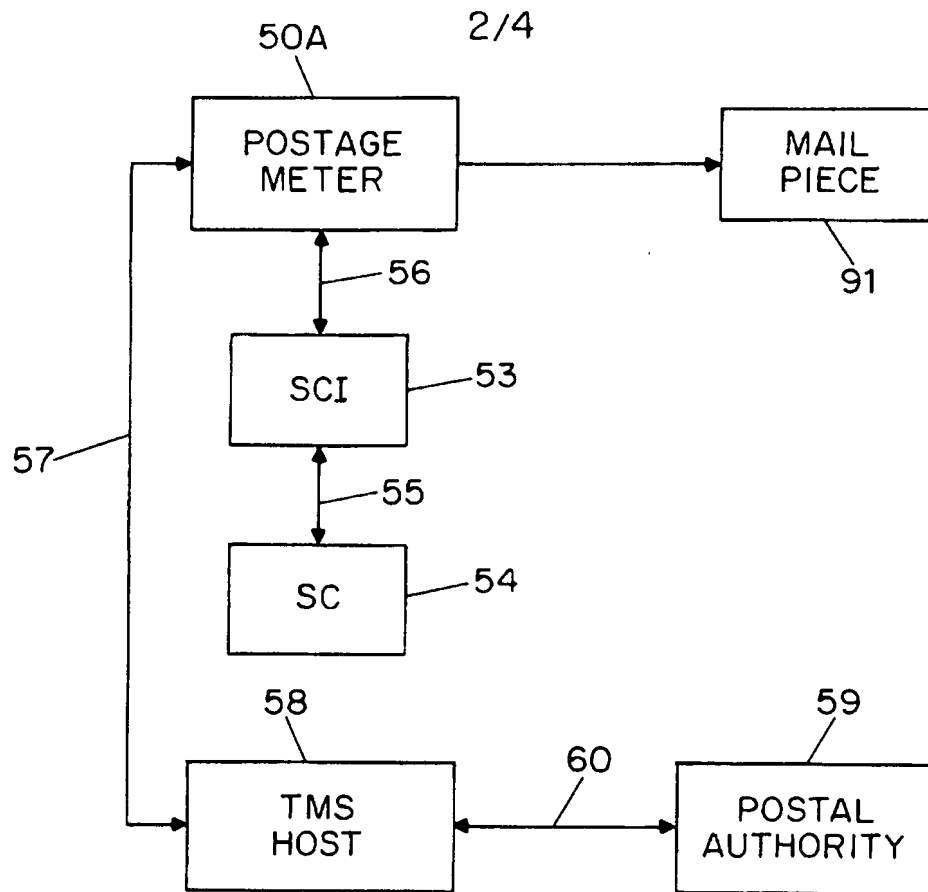 2/4
50A
POSTAGE
METER
MAIL
PIECE
91
56
SCI
53
57
55
SC
54
58
TMS
HOST
60
59
POSTAL
AUTHORITY